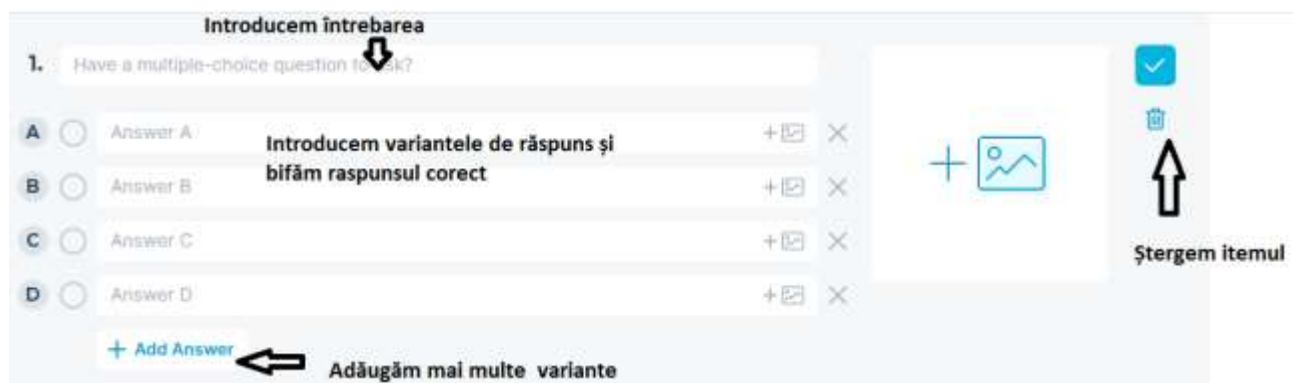 Introducem întrebarea
1. Have a multiple-choice question to ask?
A Answer A
Introducem variantele de răspuns și
bifăm raspunsul corect
B Answer B
C Answer C
D Answer D
+ Add Answer
Adăugăm mai multe variante
Ștergem itemul